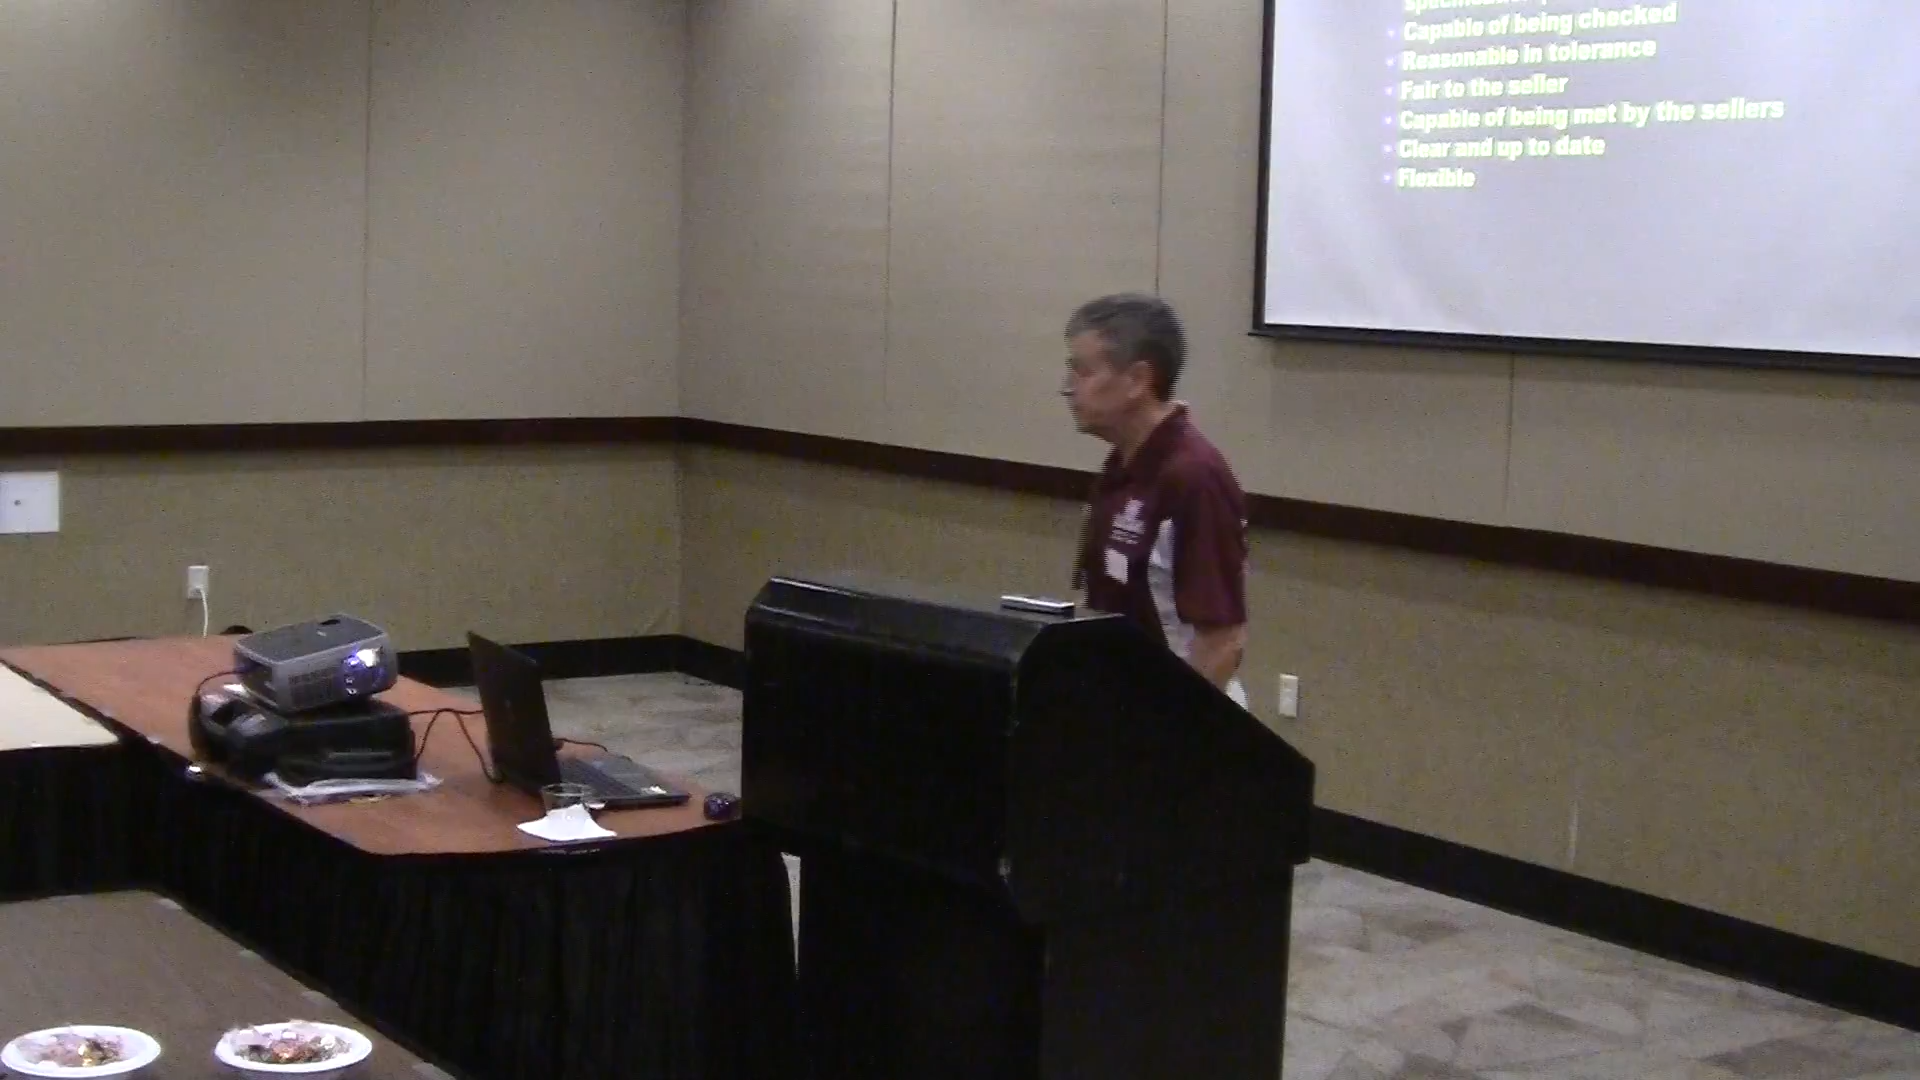 Capable of being checked
Reasonable in tolerance
Fair to the seller
Capable of being met by the sellers
Clear and up to date
Flexible